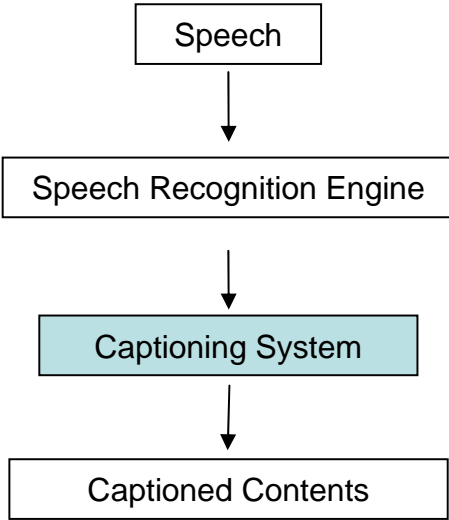 Speech
Speech Recognition Engine
Captioning System
Captioned Contents